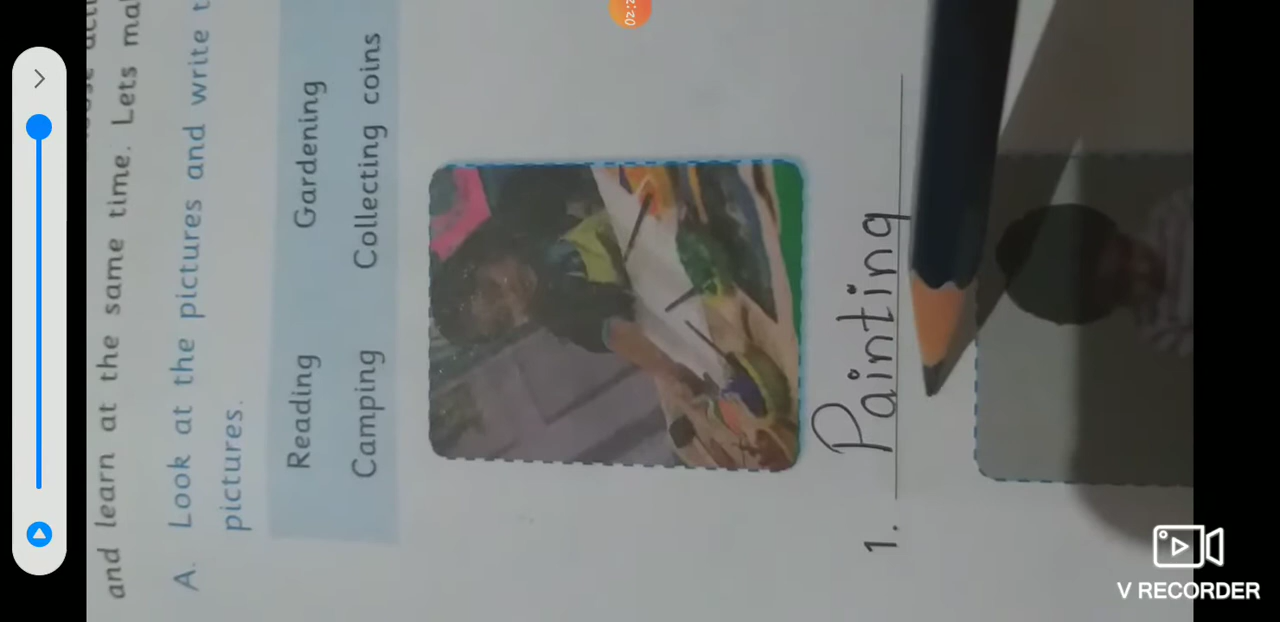 and learn at the same time. Lets
A. Look at the pictures and write
pictures.
Reading Gardening
Camping Collecting coins
1. Painting
V RECORDER